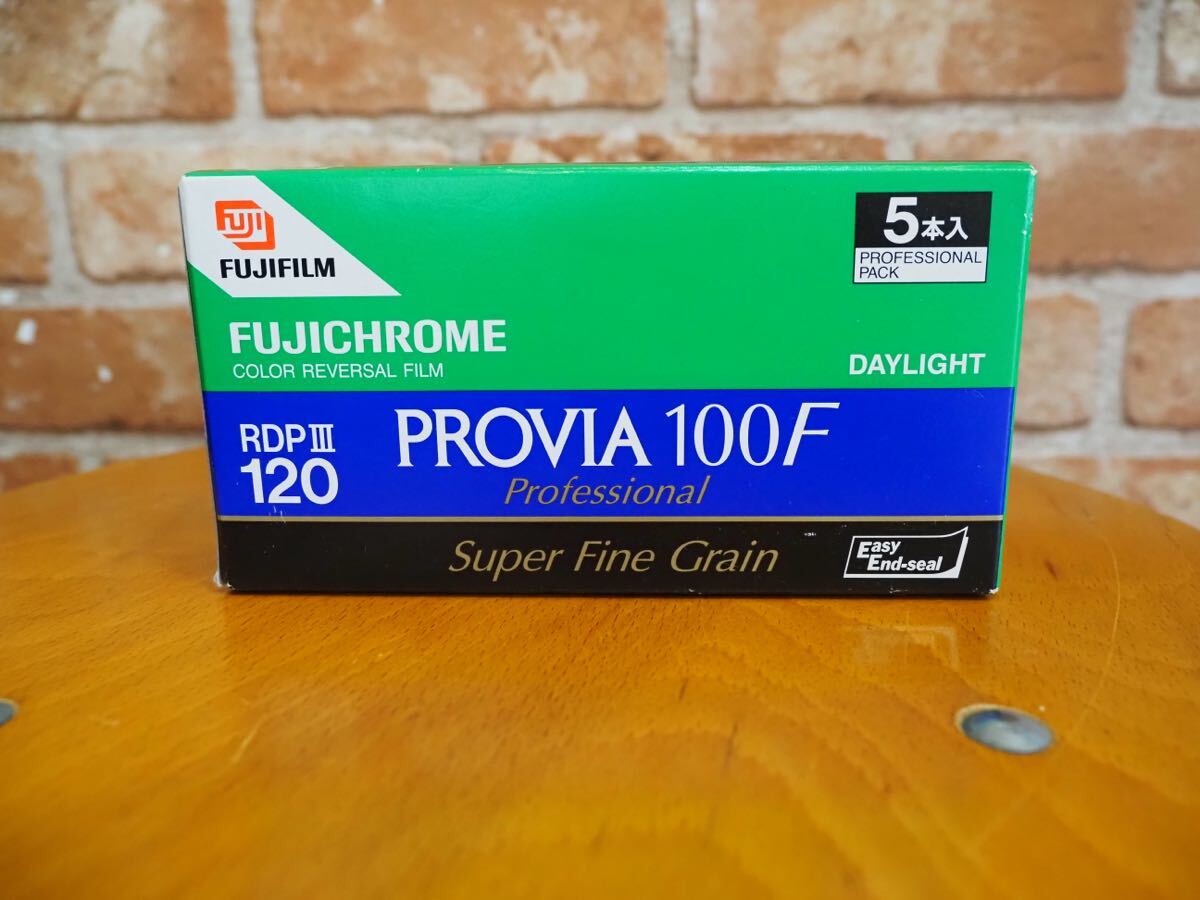 FUJI
FUJIFILM
5本入
PROFESSIONAL
PACK
FUJICHROME
COLOR REVERSAL FILM
DAYLIGHT
RDPIII
120
PROVIA 100F
Professional
Super Fine Grain
Easy
End-seal